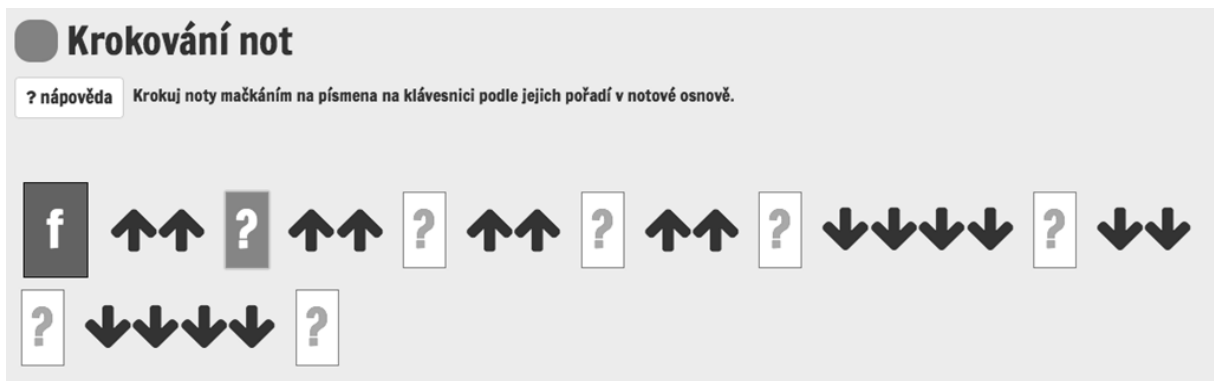 Krokování not
? nápověda Krokuj noty mačkáním na písmena na klávesnici podle jejich pořadí v notové osnově.
f ↑↑ ? ↑↑ ? ↑↑ ? ↑↑ ? ↓↓↓↓ ? ↓↓
? ↓↓↓↓ ?